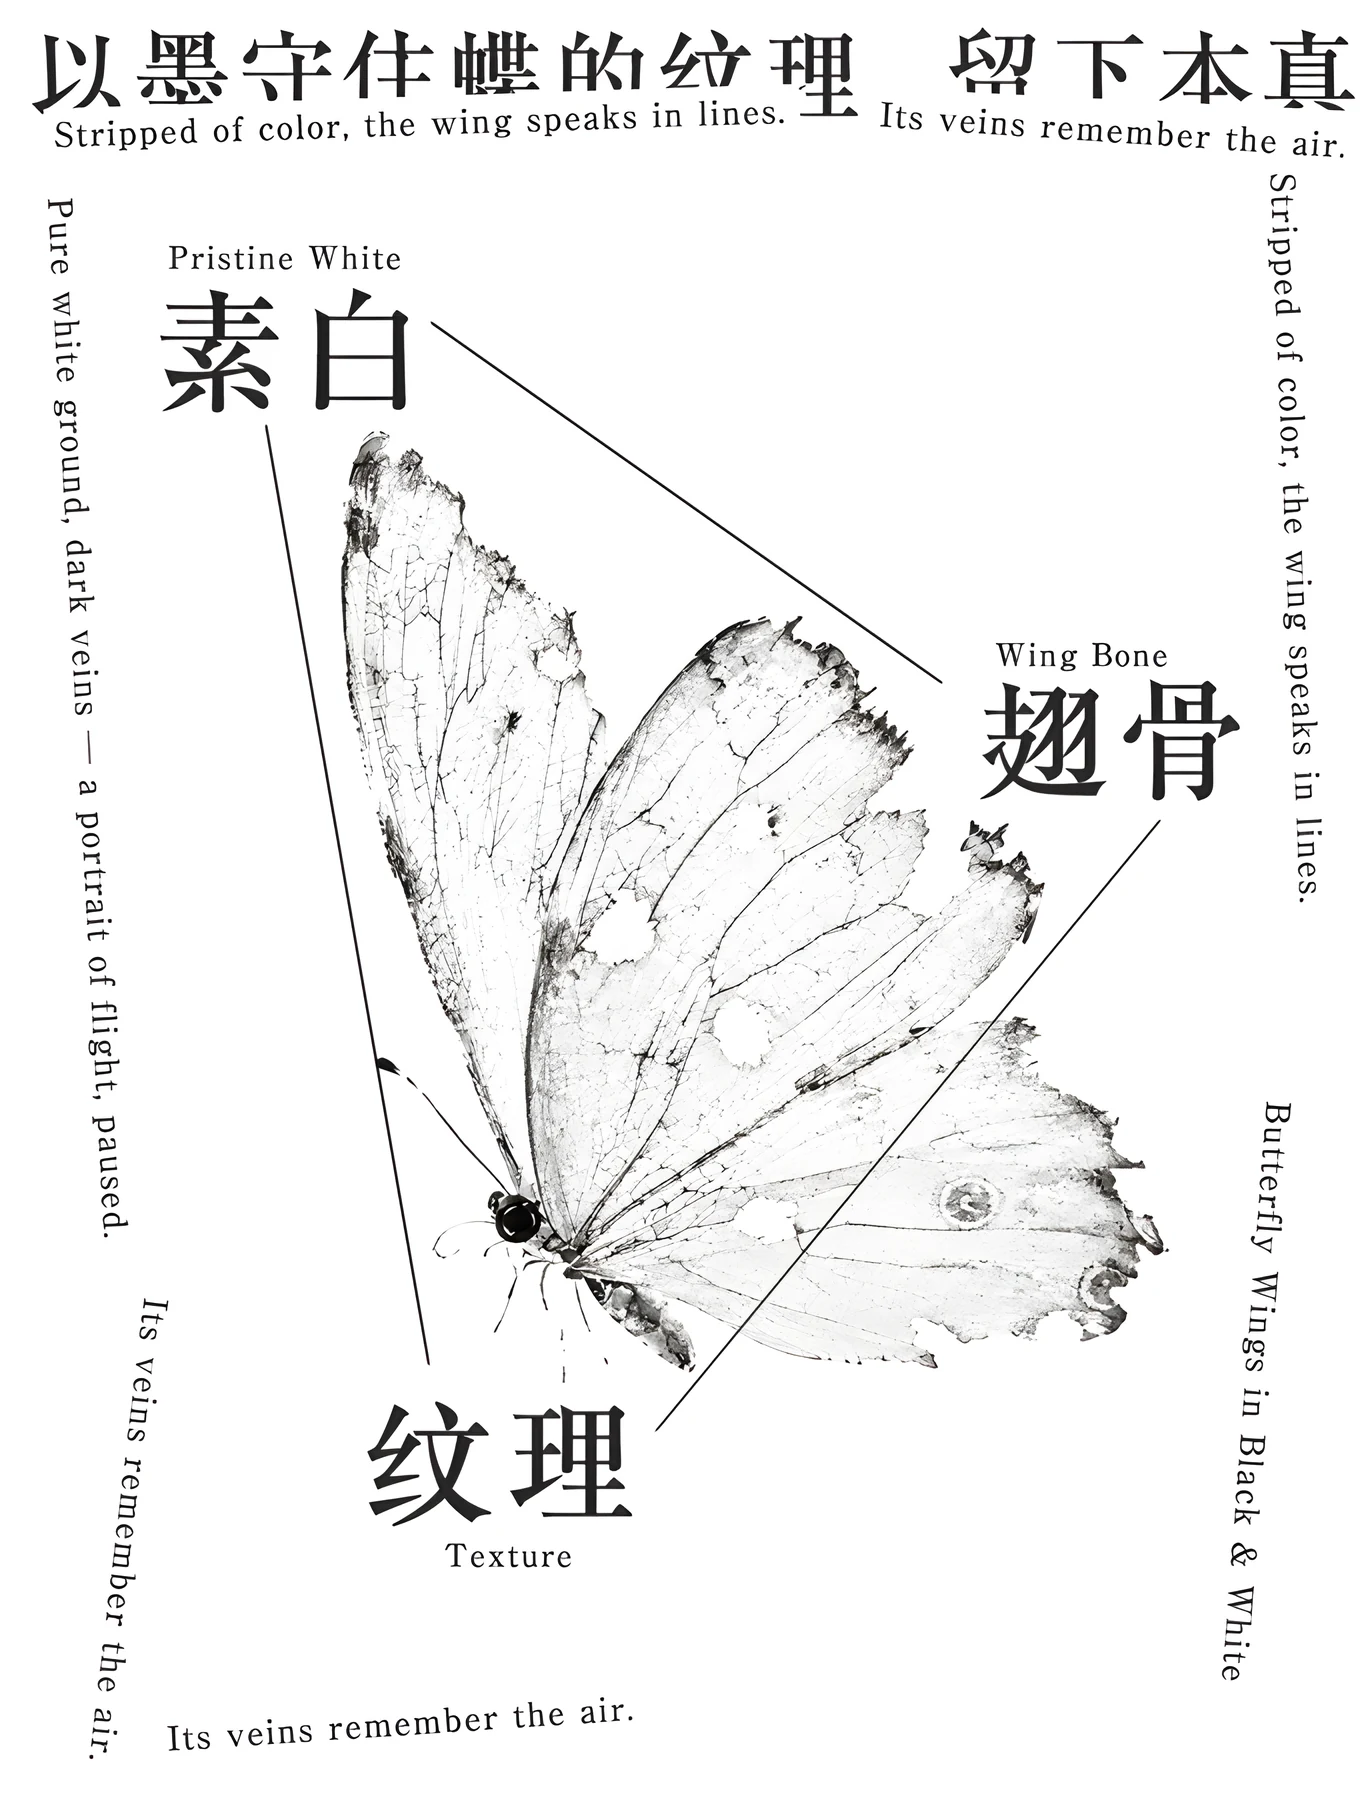 以墨守住蝶的纹理 留下本真
Stripped of color, the wing speaks in lines.
Its veins remember the air.
Pure white ground, dark veins — a portrait of flight, paused.
Stripped of color, the wing speaks in lines.
Pristine White
素白
Wing Bone
翅骨
Butterfly Wings in Black & White
纹理
Texture
Its veins remember the air.
Its veins remember the air.